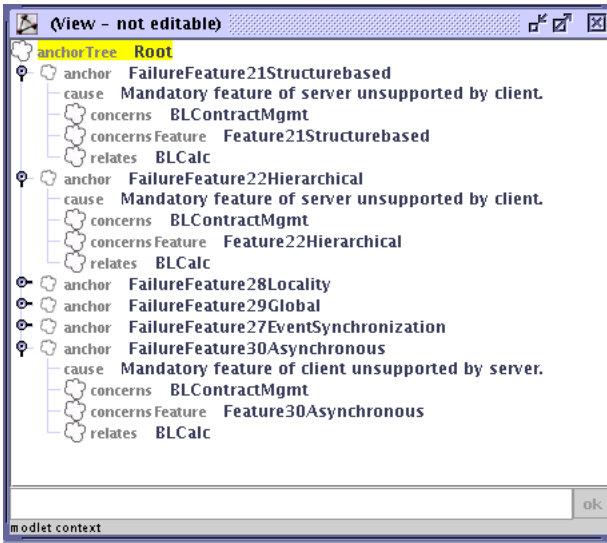 (View - not editable)
anchorTree Root
anchor FailureFeature21Structurebased
cause Mandatory feature of server unsupported by client.
concerns BLContractMgmt
concernsFeature Feature21Structurebased
relates BLCalc
anchor FailureFeature22Hierarchical
cause Mandatory feature of server unsupported by client.
concerns BLContractMgmt
concernsFeature Feature22Hierarchical
relates BLCalc
anchor FailureFeature28Locality
anchor FailureFeature29Global
anchor FailureFeature27EventSynchronization
anchor FailureFeature30Asynchronous
cause Mandatory feature of client unsupported by server.
concerns BLContractMgmt
concernsFeature Feature30Asynchronous
relates BLCalc
ok
modlet context